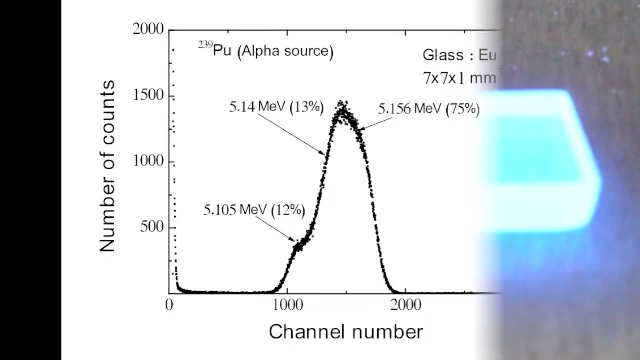 2000
1500
1000
500
0
1000
2000
Number of counts
Channel number
239Pu (Alpha source)
Glass : Eu
7x7x1 mm
5.14 MeV (13%)
5.156 MeV (75%)
5.105 MeV (12%)